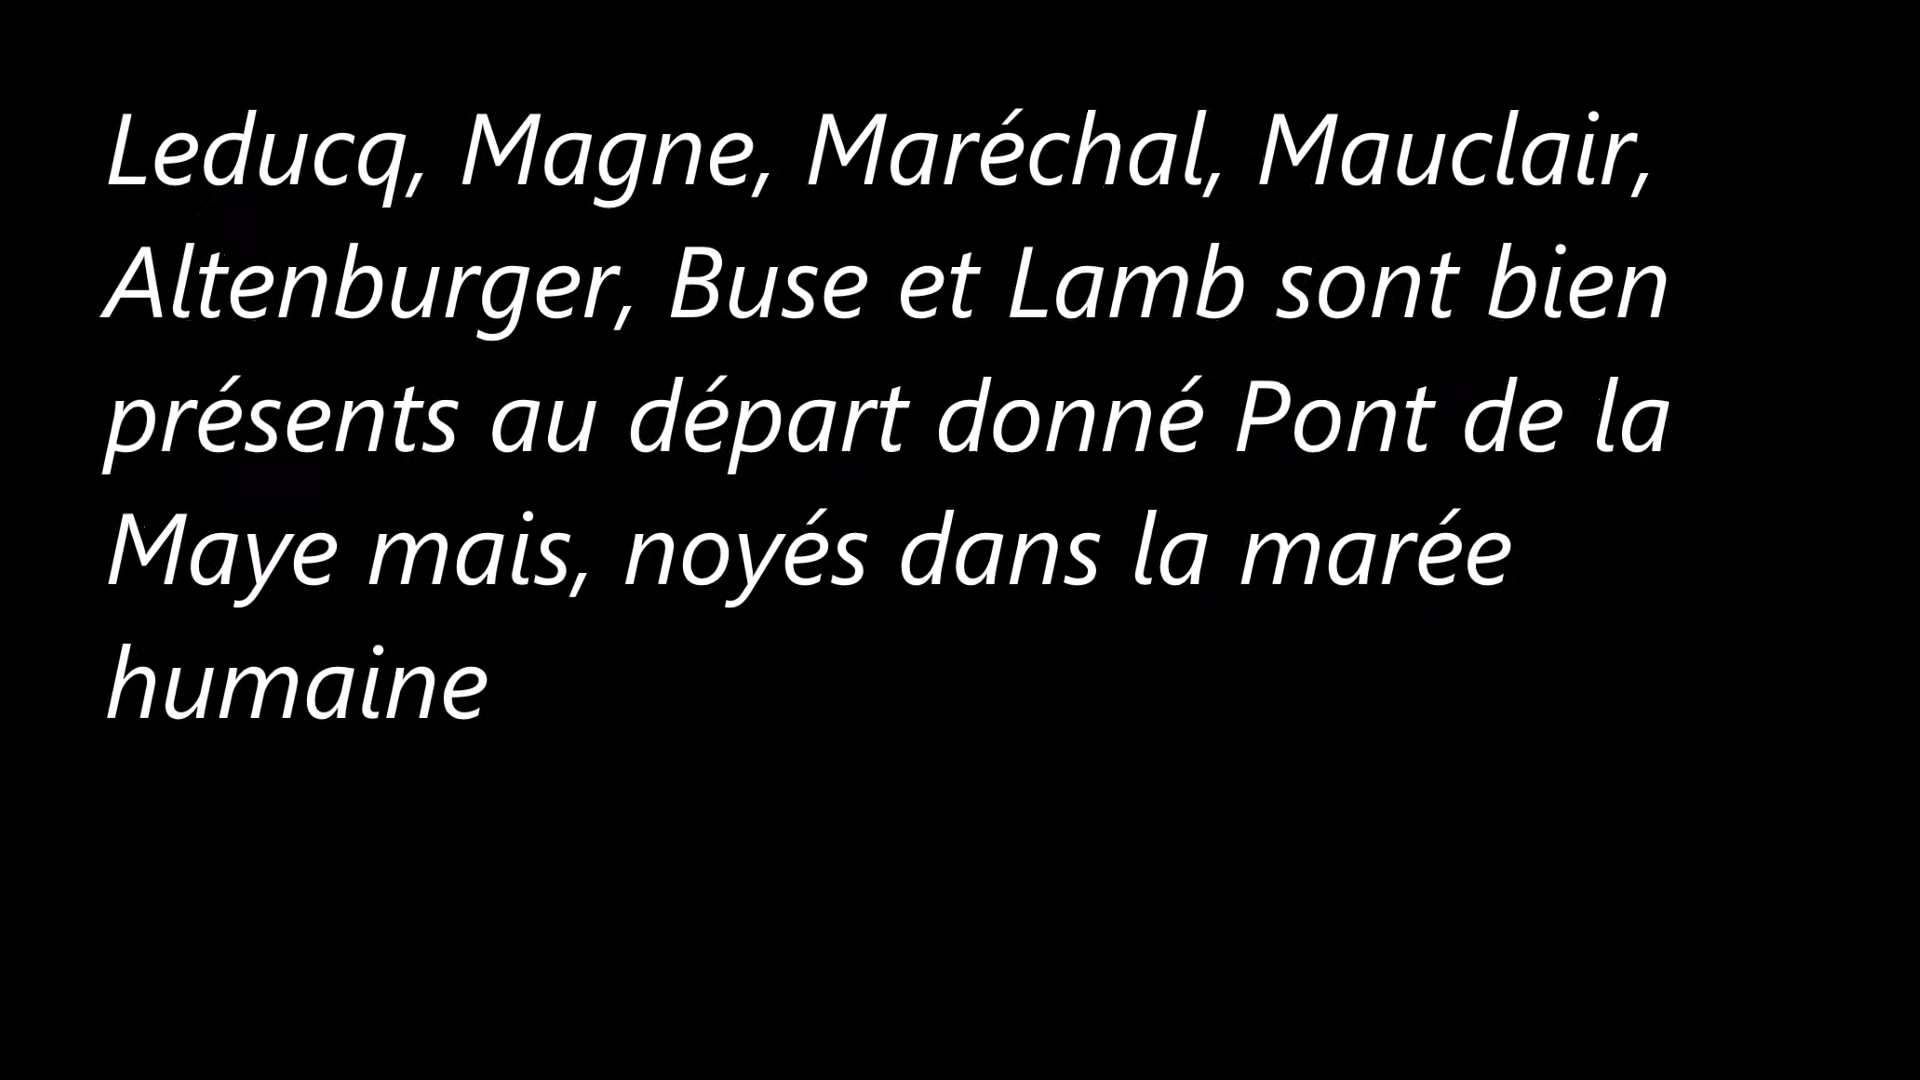 Leducq, Magne, Maréchal, Mauclair,
Altenburger, Buse et Lamb sont bien
présents au départ donné Pont de la
Maye mais, noyés dans la marée
humaine